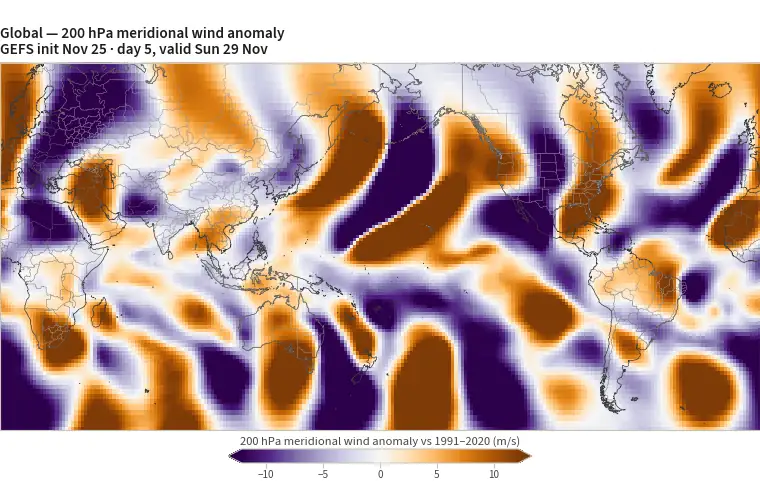 Global — 200 hPa meridional wind anomaly
GEFS init Nov 25 · day 5, valid Sun 29 Nov
200 hPa meridional wind anomaly vs 1991–2020 (m/s)
−10 −5 0 5 10